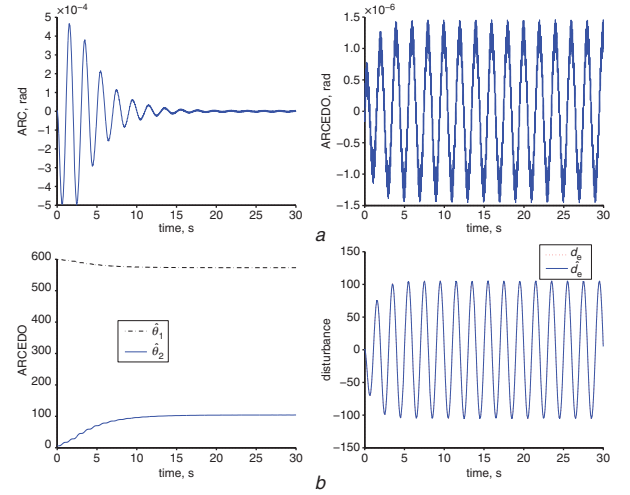 ×10⁻⁴
5
4
3
2
1
0
-1
-2
-3
-4
-5
ARC, rad
0 5 10 15 20 25 30
time, s
×10⁻⁶
1.5
1.0
0.5
0
-0.5
-1.0
-1.5
ARCEDO, rad
0 5 10 15 20 25 30
time, s
a
600
500
400
300
200
100
0
ARCEDO
θ̂₁
θ̂₂
0 5 10 15 20 25 30
time, s
150
100
50
0
-50
-100
-150
disturbance
dₑ
d̂ₑ
0 5 10 15 20 25 30
time, s
b